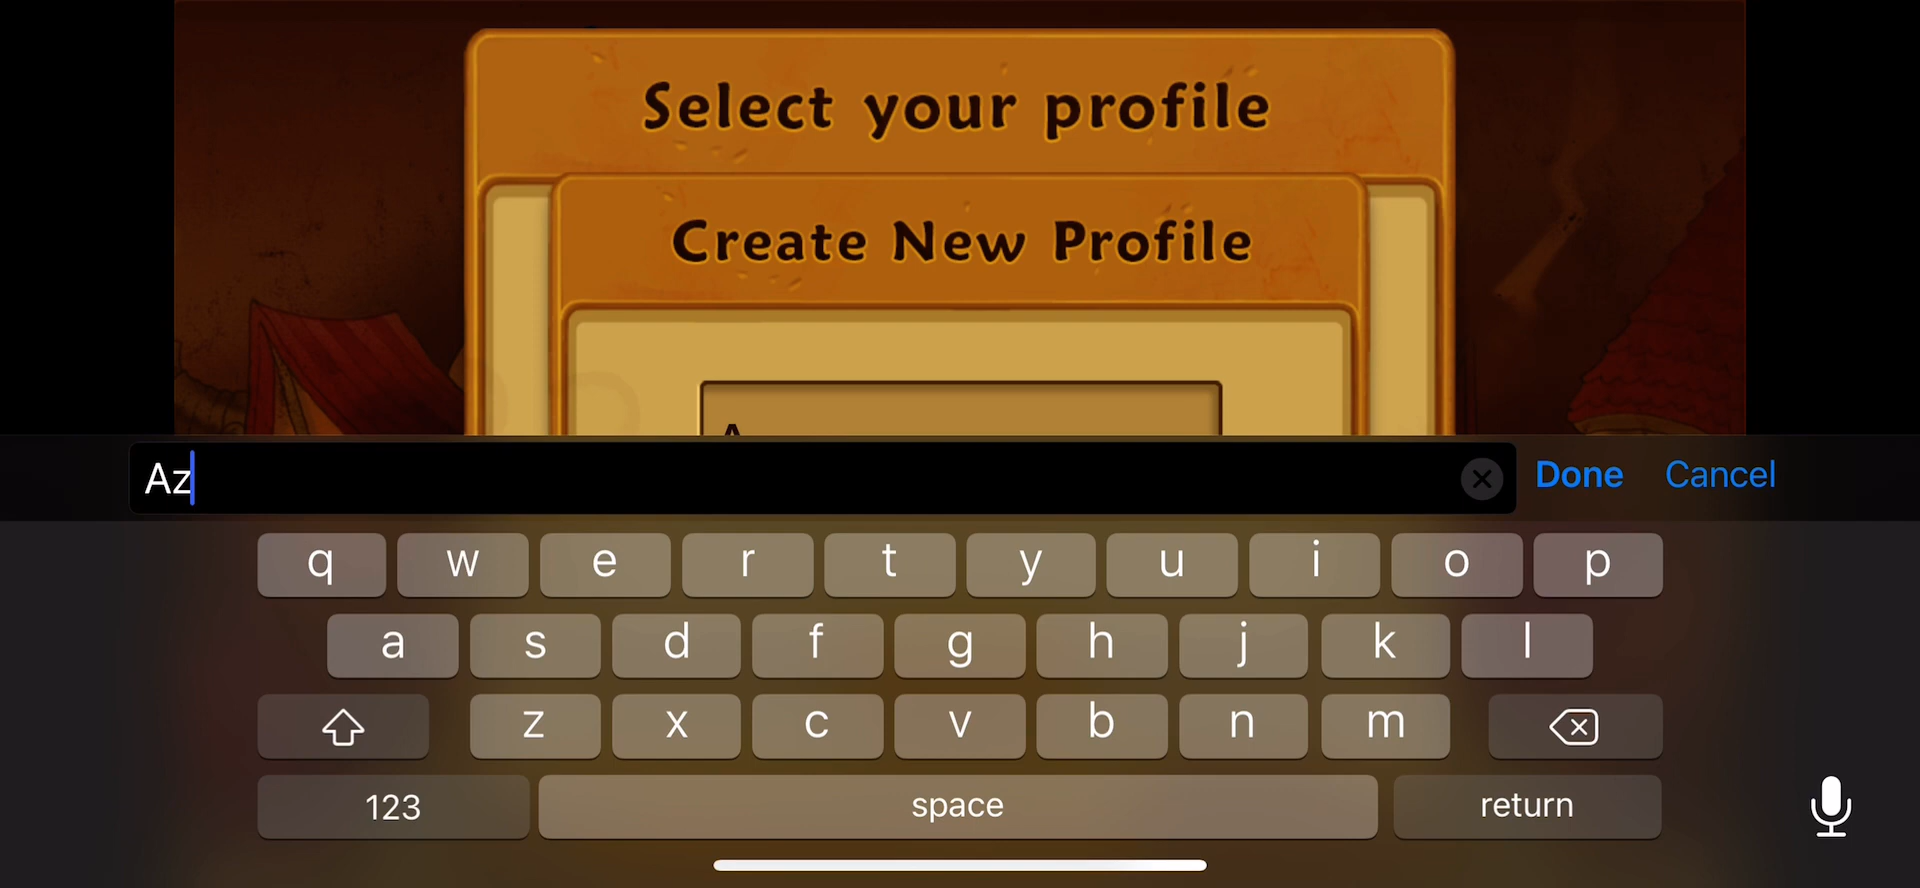 Select your profile
Create New Profile
A
Az
Done Cancel
q w e r t y u i o p
a s d f g h j k l
z x c v b n m
123 space return